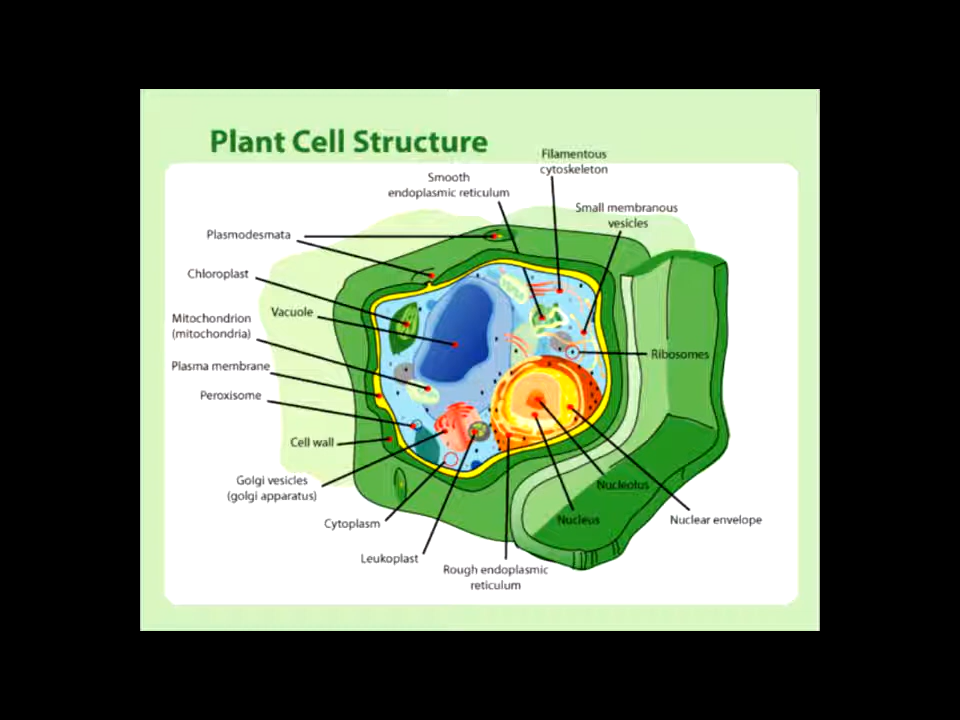 Plant Cell Structure
Filamentous
cytoskeleton
Smooth
endoplasmic reticulum
Small membranous
vesicles
Plasmodesmata
Chloroplast
Vacuole
Mitochondrion
(mitochondria)
Ribosomes
Plasma membrane
Peroxisome
Cell wall
Golgi vesicles
(golgi apparatus)
Nucleolus
Cytoplasm
Nucleus
Nuclear envelope
Leukoplast
Rough endoplasmic
reticulum